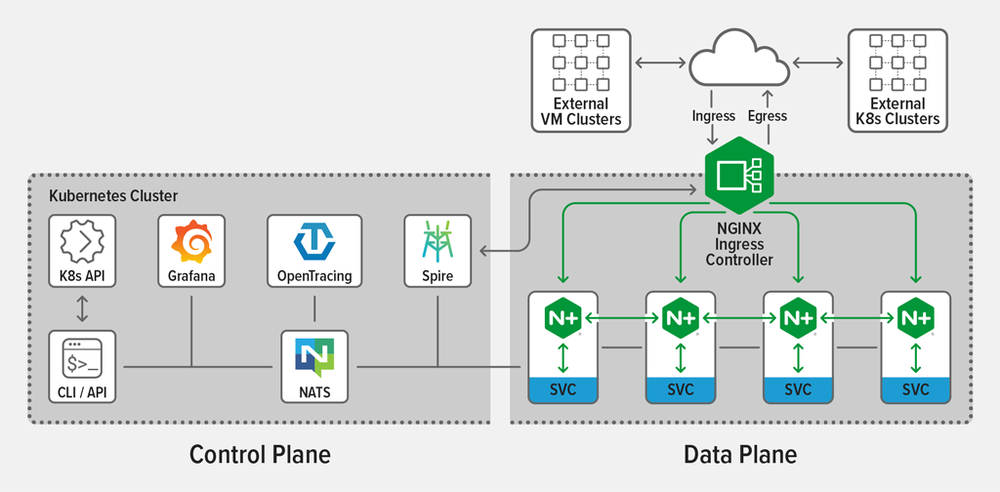 External
VM Clusters
External
K8s Clusters
Ingress
Egress
Kubernetes Cluster
K8s API
Grafana
OpenTracing
Spire
NGINX
Ingress
Controller
$>_
CLI / API
N
NATS
N+
N+
N+
N+
SVC
SVC
SVC
SVC
Control Plane
Data Plane